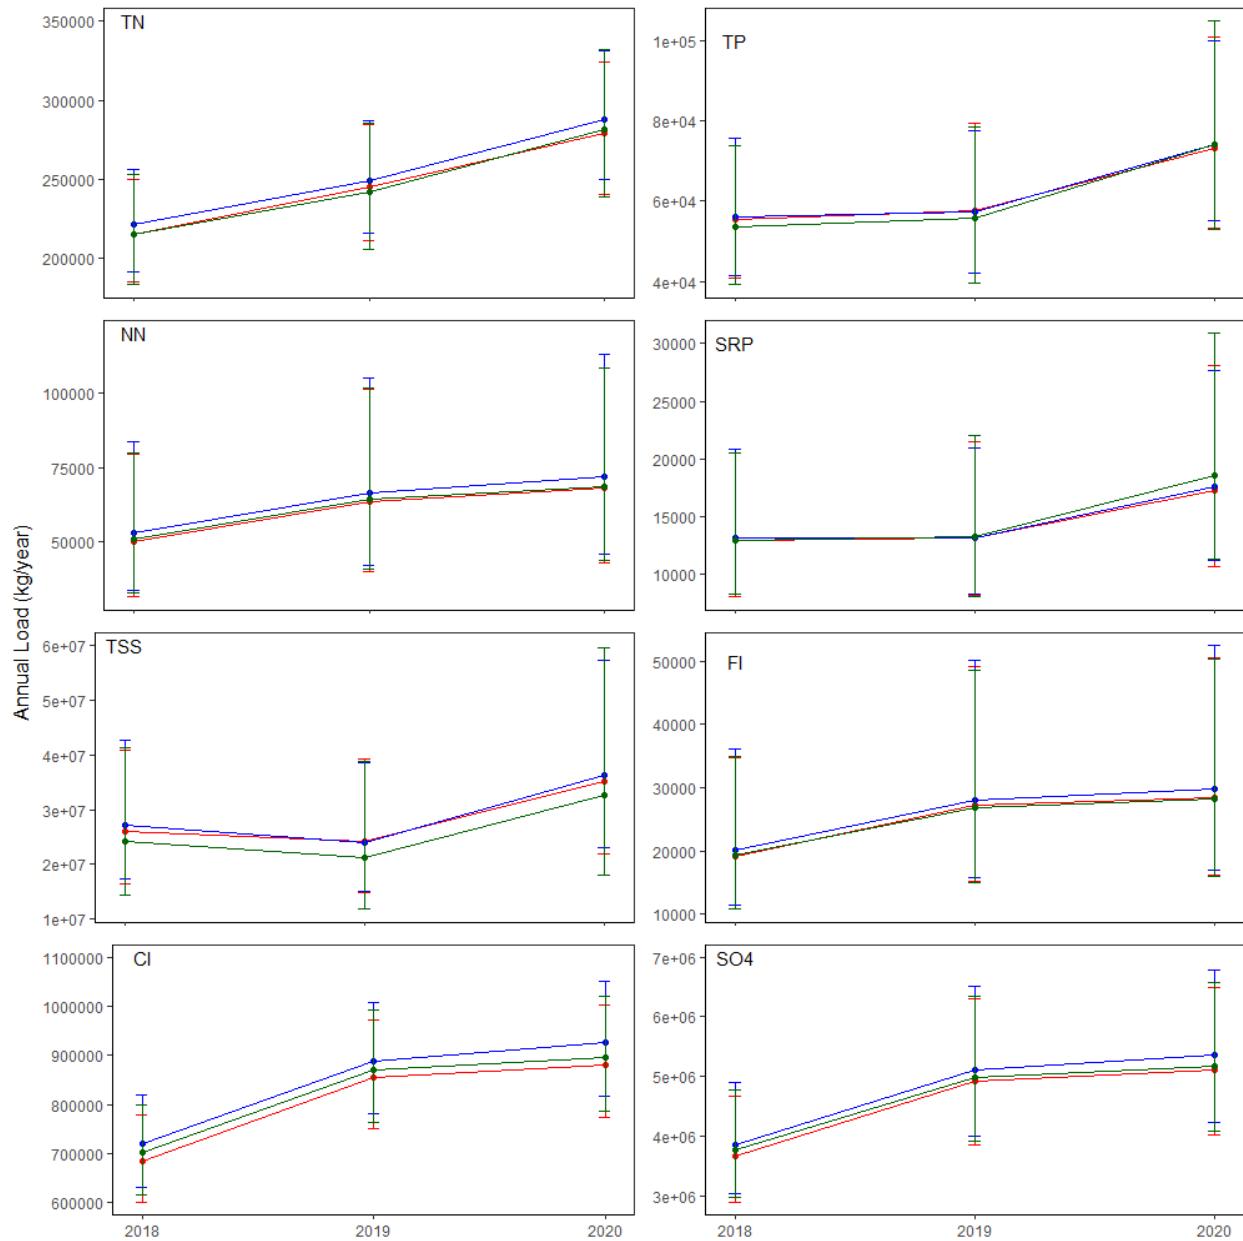 Annual Load (kg/year)
TN
350000
300000
250000
200000
TP
1e+05
8e+04
6e+04
4e+04
NN
100000
75000
50000
SRP
30000
25000
20000
15000
10000
TSS
6e+07
5e+07
4e+07
3e+07
2e+07
1e+07
Fl
50000
40000
30000
20000
10000
Cl
1100000
1000000
900000
800000
700000
600000
2018 2019 2020
SO4
7e+06
6e+06
5e+06
4e+06
3e+06
2018 2019 2020